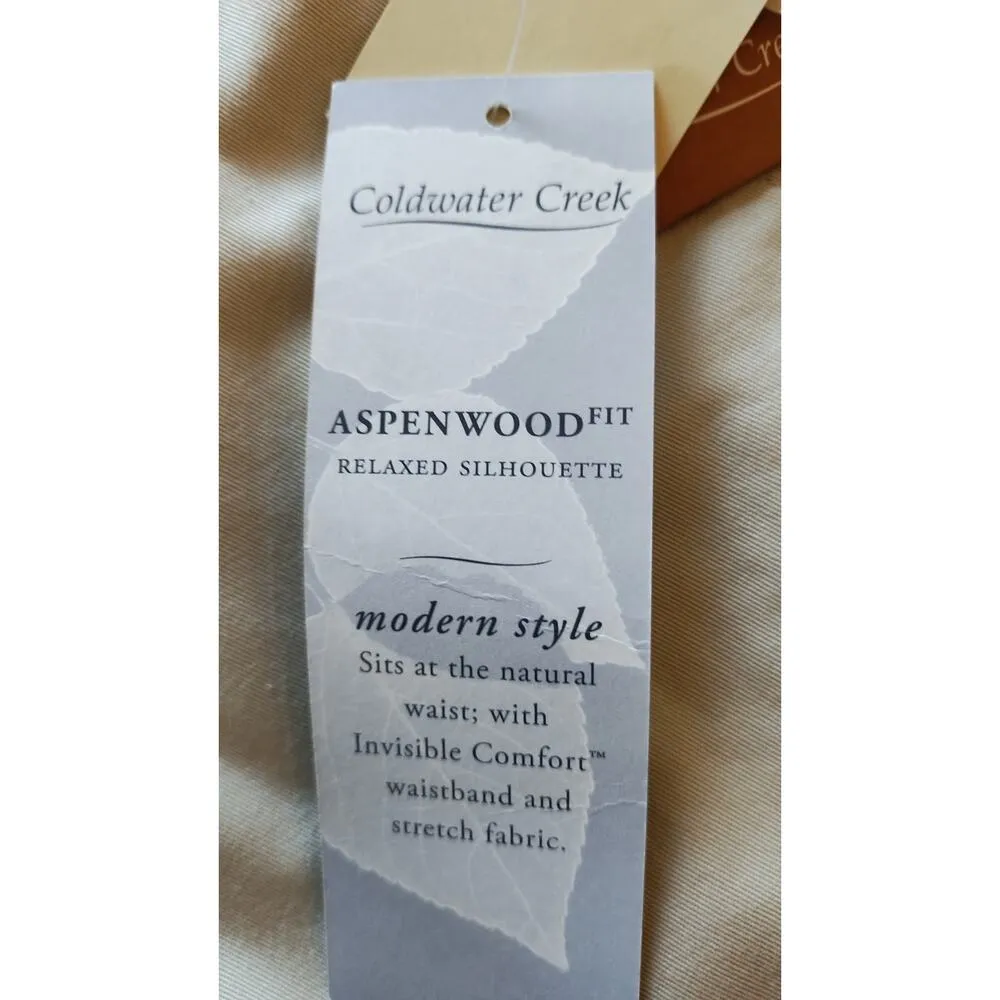 Cre
Coldwater Creek
ASPENWOODFIT
RELAXED SILHOUETTE
modern style
Sits at the natural
waist; with
Invisible Comfort™
waistband and
stretch fabric.